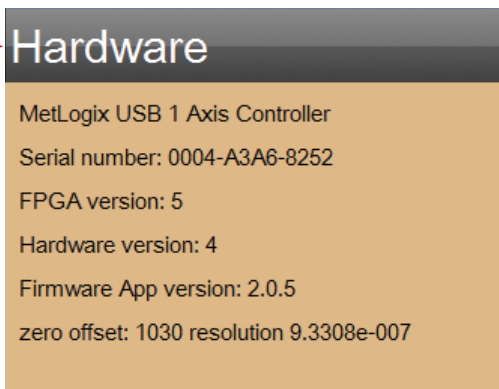 Hardware
MetLogix USB 1 Axis Controller
Serial number: 0004-A3A6-8252
FPGA version: 5
Hardware version: 4
Firmware App version: 2.0.5
zero offset: 1030 resolution 9.3308e-007